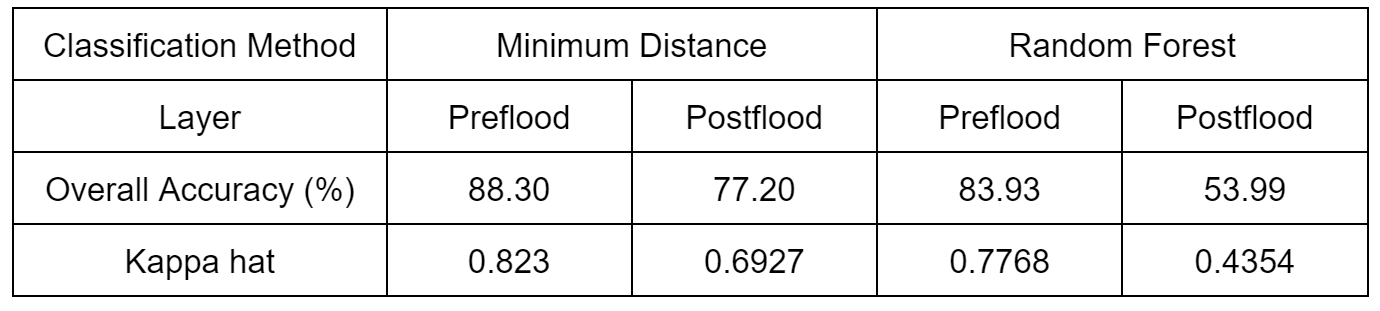 Classification Method Minimum Distance Random Forest
Layer Preflood Postflood Preflood Postflood
Overall Accuracy (%) 88.30 77.20 83.93 53.99
Kappa hat 0.823 0.6927 0.7768 0.4354